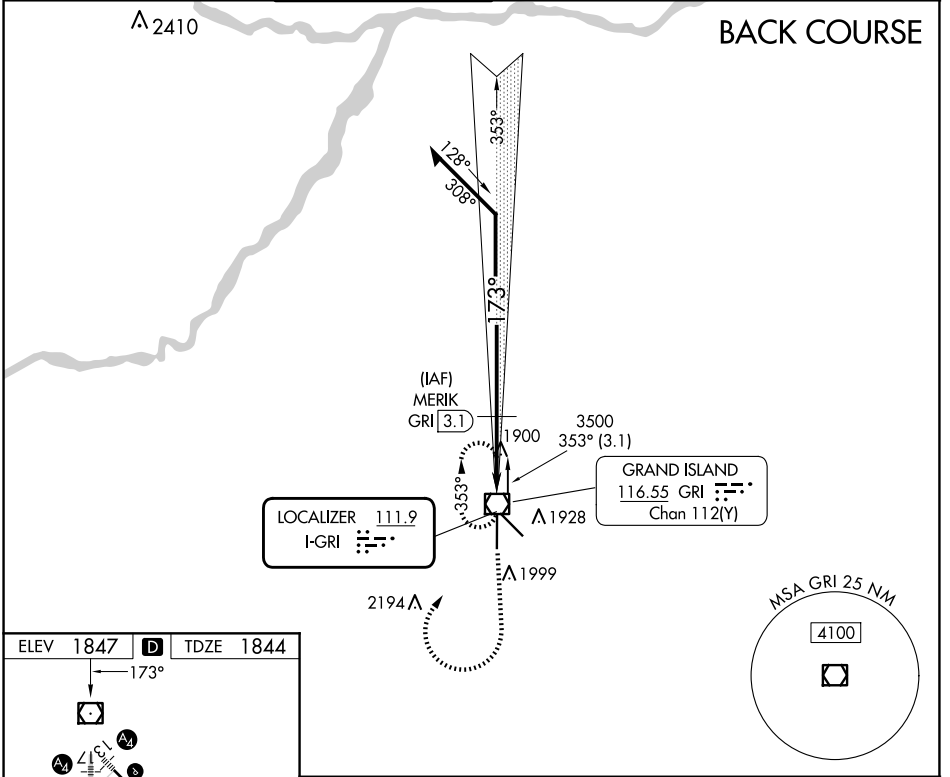 2410
BACK COURSE
353°
128°
308°
173°
(IAF)
MERIK
GRI 3.1
1900
3500
353° (3.1)
353°
GRAND ISLAND
116.55 GRI
Chan 112(Y)
LOCALIZER 111.9
I-GRI
1928
1999
2194
MSA GRI 25 NM
4100
ELEV 1847 D TDZE 1844
173°
A4
13
17
A4